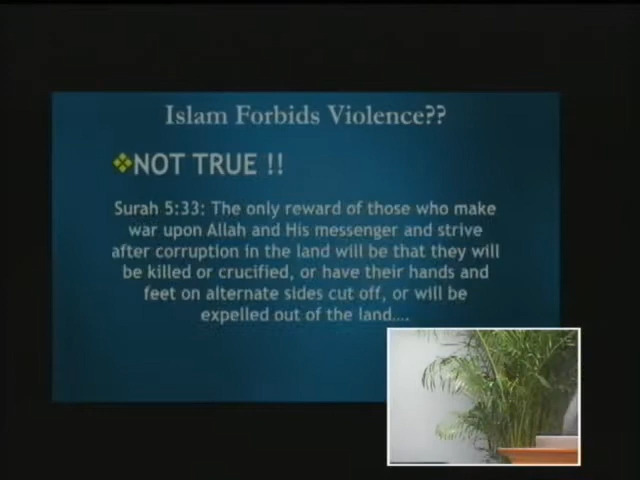 Islam Forbids Violence??
❖NOT TRUE !!
Surah 5:33: The only reward of those who make
war upon Allah and His messenger and strive
after corruption in the land will be that they will
be killed or crucified, or have their hands and
feet on alternate sides cut off, or will be
expelled out of the land....